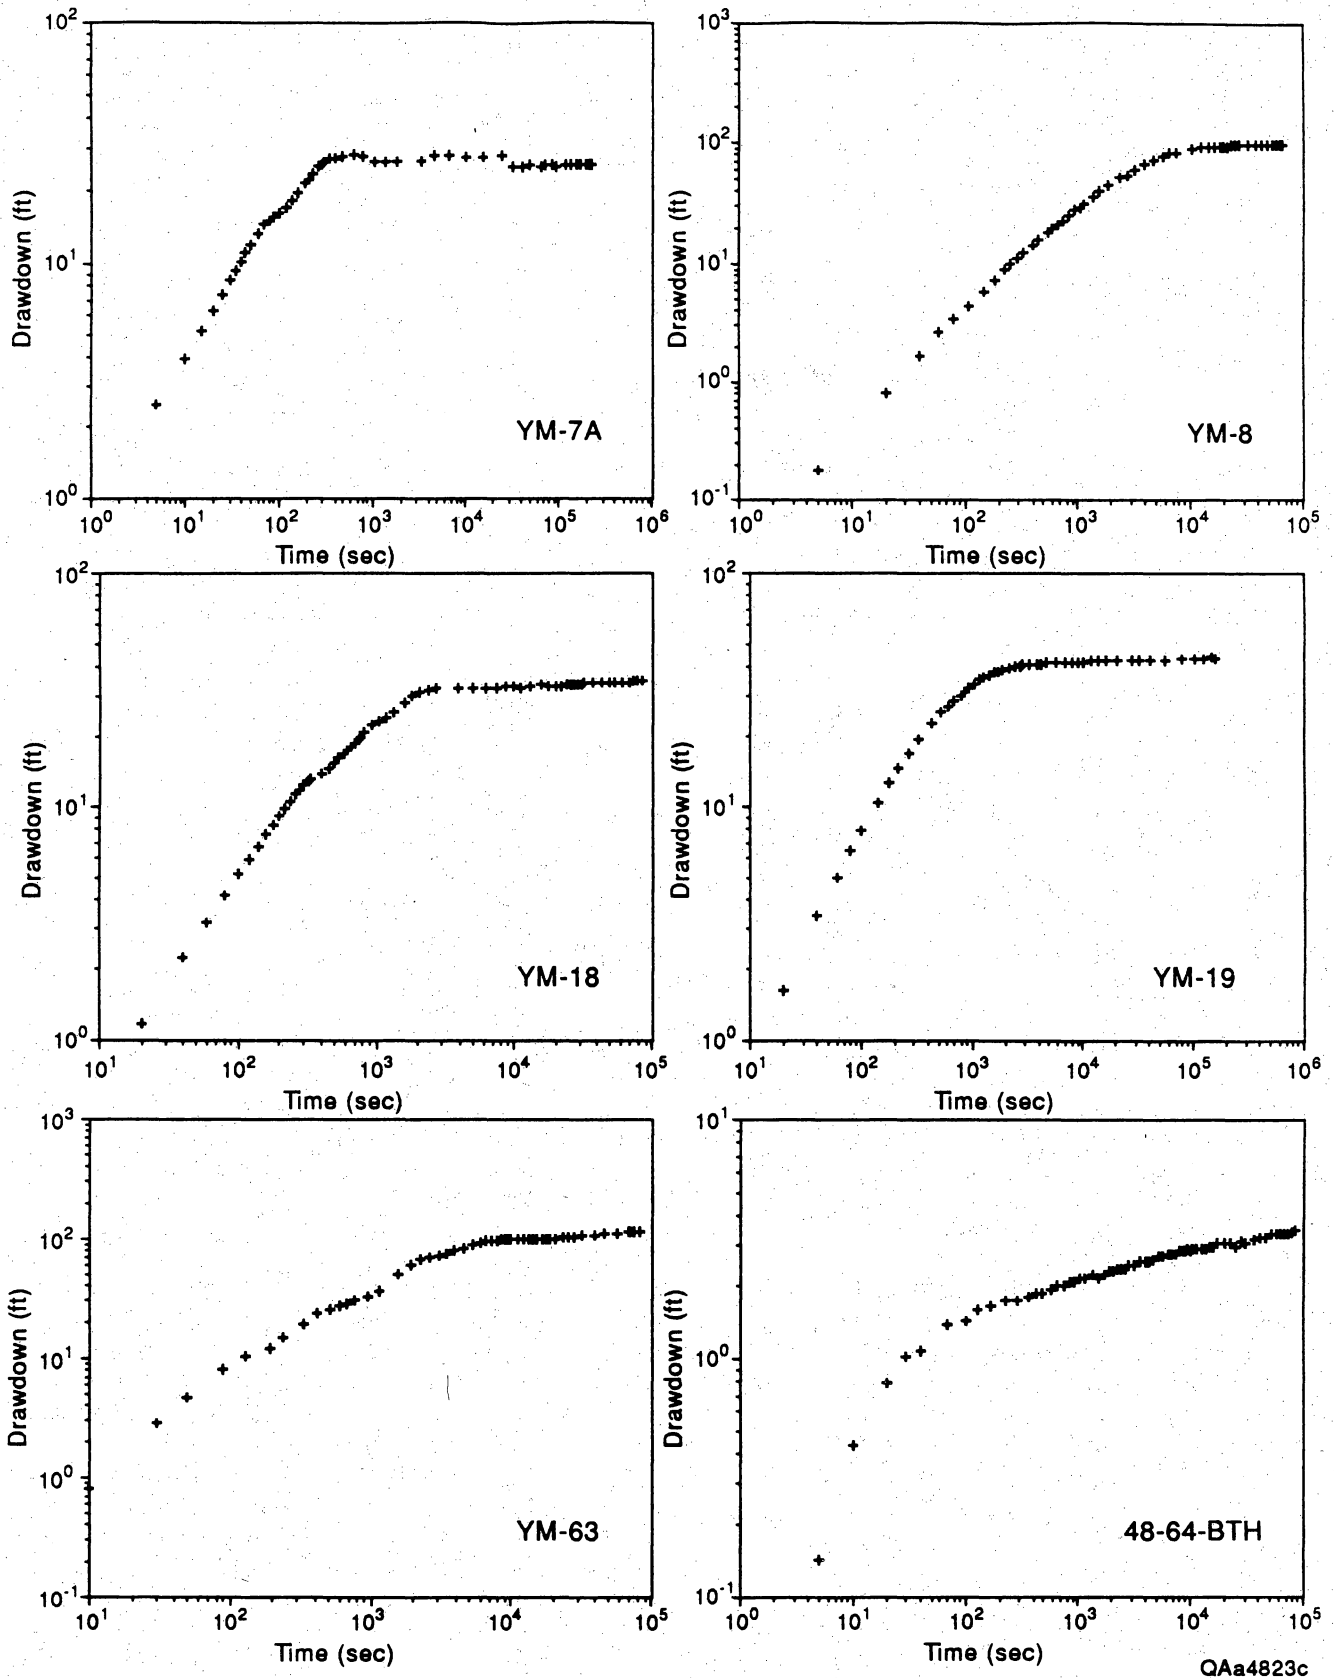 10² 10³
10¹ 10²
10⁰ 10¹
10⁰
10⁻¹
Drawdown (ft) Drawdown (ft)
YM-7A YM-8
10⁰ 10¹ 10² 10³ 10⁴ 10⁵ 10⁶ 10⁰ 10¹ 10² 10³ 10⁴ 10⁵
Time (sec) Time (sec)
10² 10²
10¹ 10¹
10⁰ 10⁰
Drawdown (ft) Drawdown (ft)
YM-18 YM-19
10¹ 10² 10³ 10⁴ 10⁵ 10¹ 10² 10³ 10⁴ 10⁵ 10⁶
Time (sec) Time (sec)
10³ 10¹
10² 10⁰
10¹ 10⁻¹
10⁰
10⁻¹
Drawdown (ft) Drawdown (ft)
YM-63 48-64-BTH
10¹ 10² 10³ 10⁴ 10⁵ 10⁰ 10¹ 10² 10³ 10⁴ 10⁵
Time (sec) Time (sec)
QAa4823c